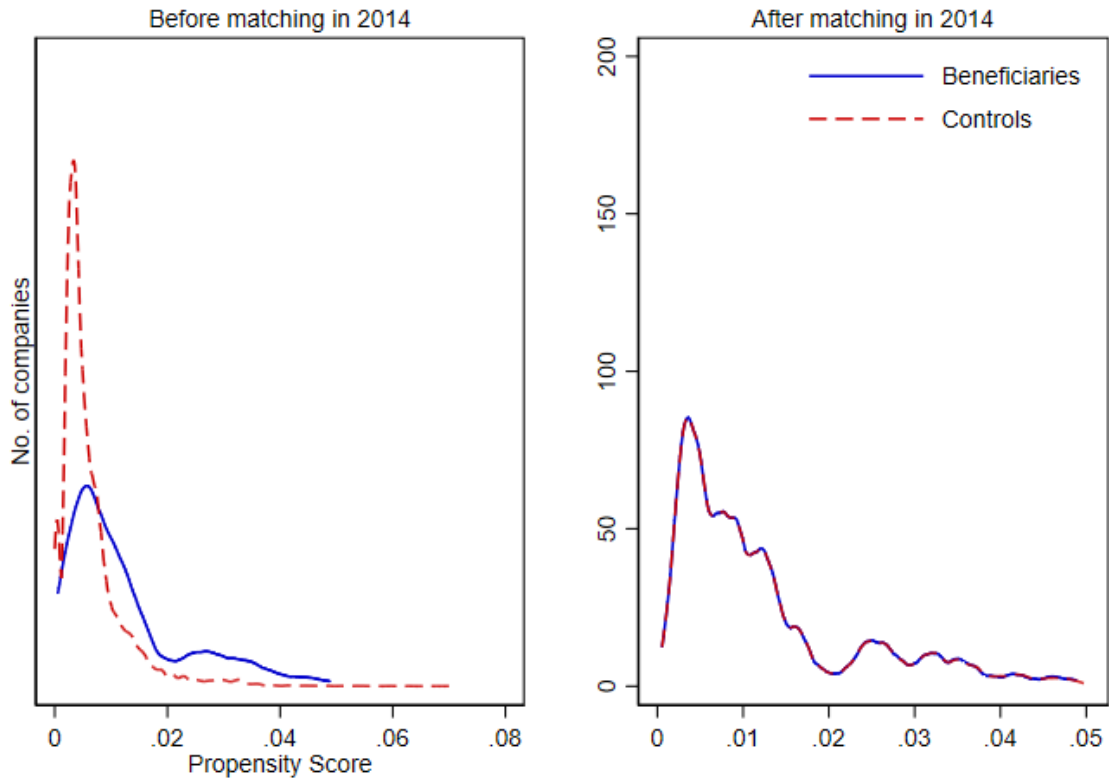 Before matching in 2014
No. of companies
0 .02 .04 .06 .08
Propensity Score
After matching in 2014
Beneficiaries
Controls
200
150
100
50
0
0 .01 .02 .03 .04 .05